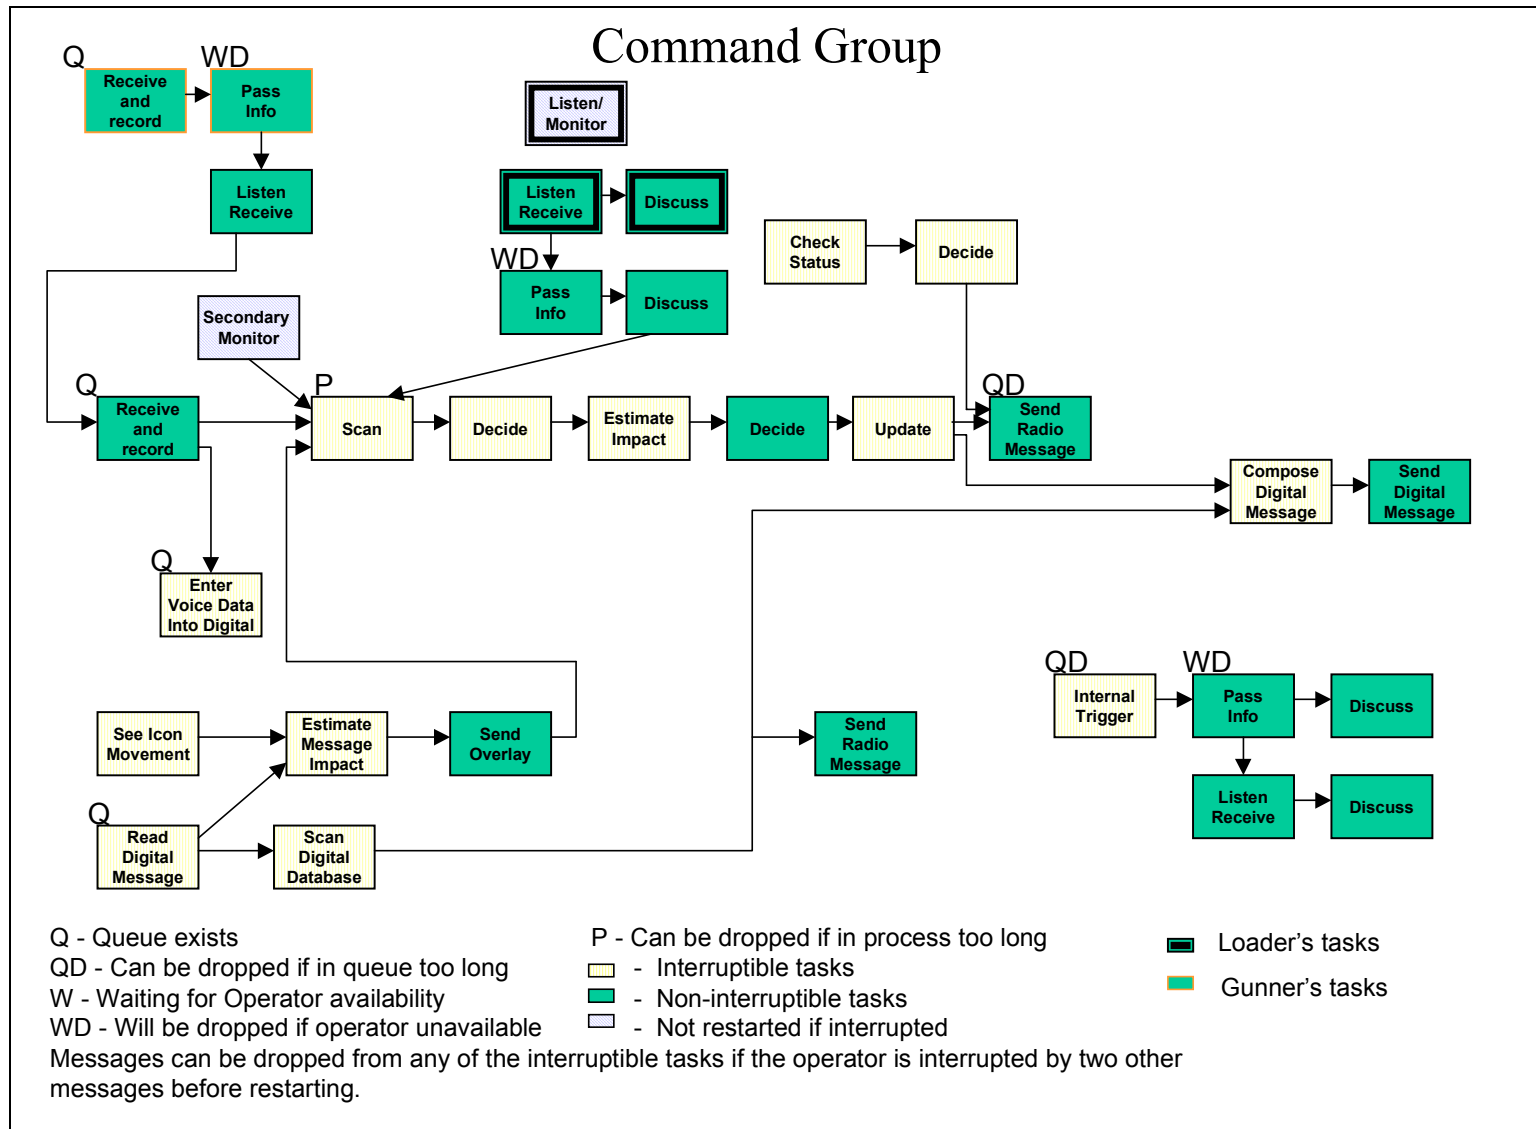 Command Group
Q
WD
Receive
and
record
Pass
Info
Listen/
Monitor
Listen
Receive
Listen
Receive
Discuss
Check
Status
Decide
WD
Pass
Info
Discuss
Secondary
Monitor
Q
P
QD
Receive
and
record
Scan
Decide
Estimate
Impact
Decide
Update
Send
Radio
Message
Compose
Digital
Message
Send
Digital
Message
Q
Enter
Voice Data
Into Digital
QD
WD
Internal
Trigger
Pass
Info
Discuss
See Icon
Movement
Estimate
Message
Impact
Send
Overlay
Send
Radio
Message
Listen
Receive
Discuss
Q
Read
Digital
Message
Scan
Digital
Database
Q - Queue exists
QD - Can be dropped if in queue too long
W - Waiting for Operator availability
WD - Will be dropped if operator unavailable
P - Can be dropped if in process too long
- Interruptible tasks
- Non-interruptible tasks
- Not restarted if interrupted
Loader's tasks
Gunner's tasks
Messages can be dropped from any of the interruptible tasks if the operator is interrupted by two other
messages before restarting.